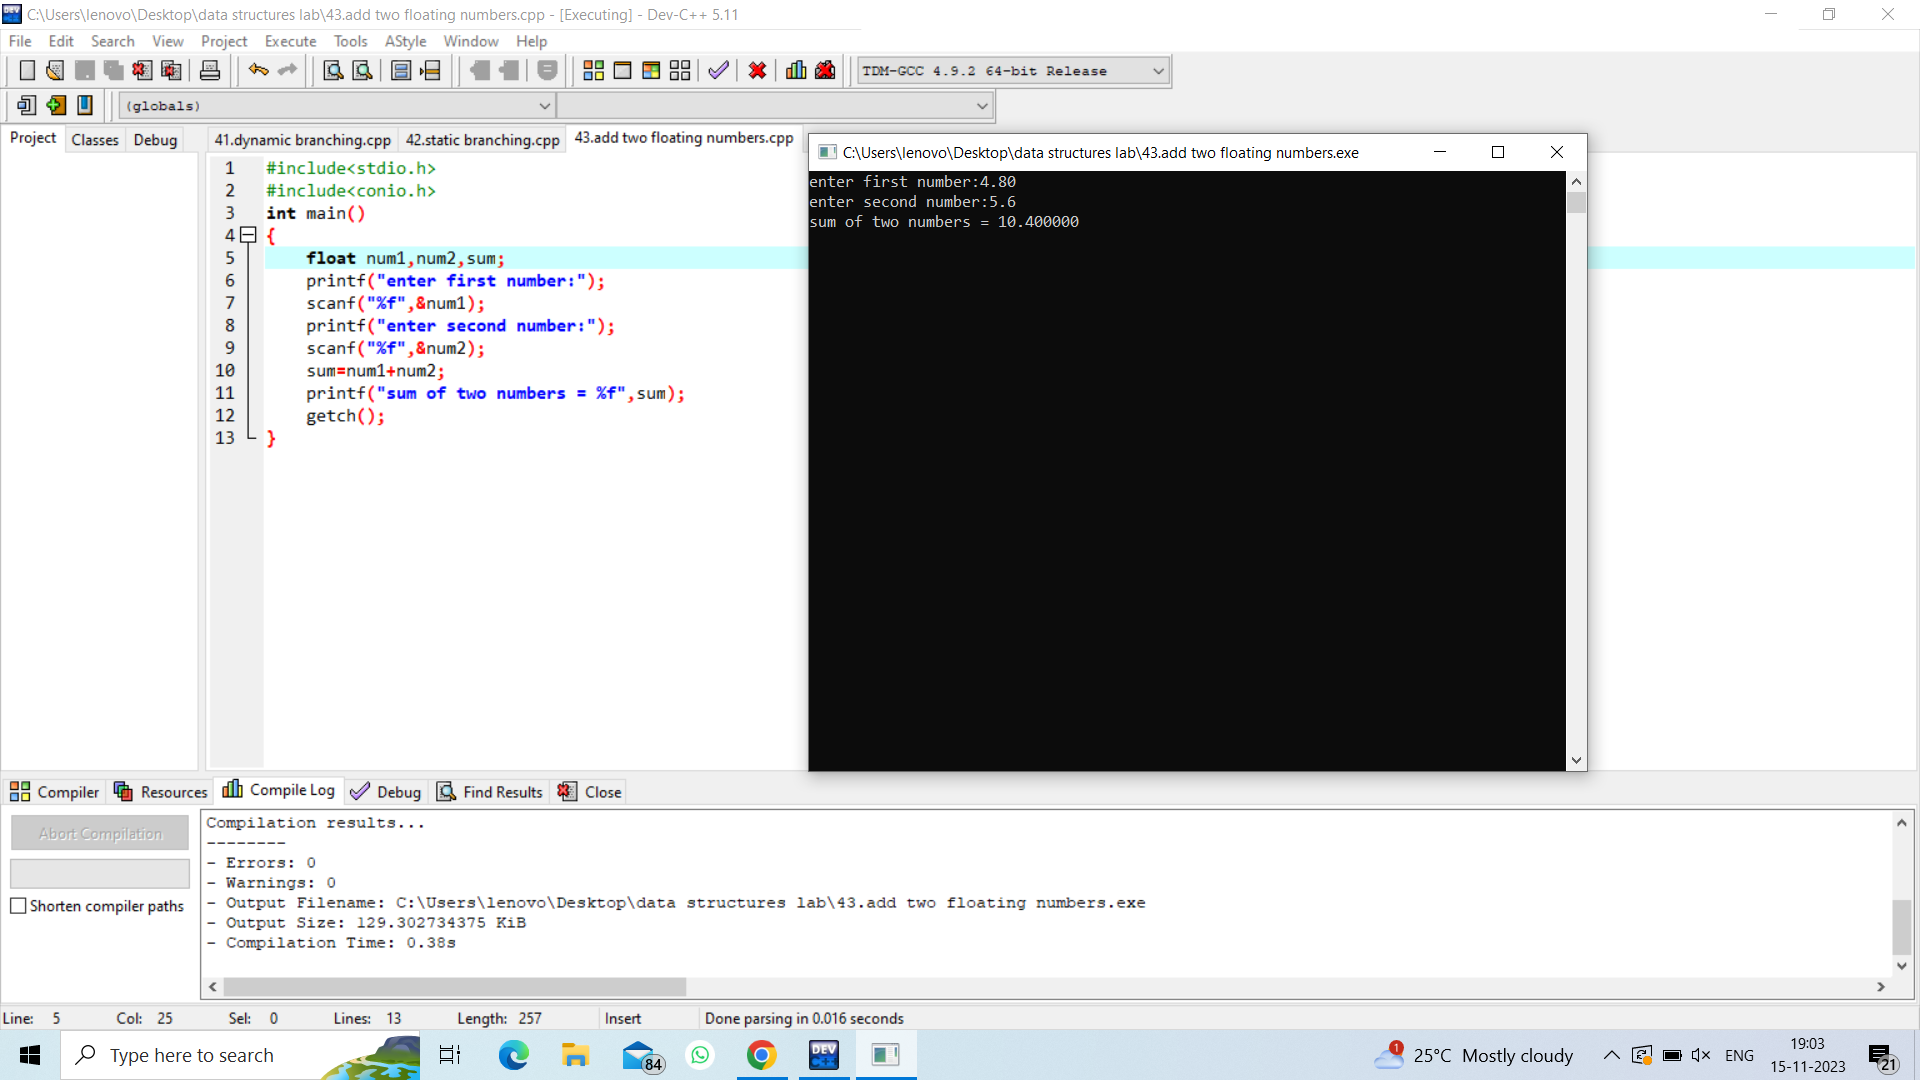 C:\Users\lenovo\Desktop\data structures lab\43.add two floating numbers.cpp - [Executing] - Dev-C++ 5.11
File Edit Search View Project Execute Tools AStyle Window Help
TDM-GCC 4.9.2 64-bit Release
(globals)
Project Classes Debug
41.dynamic branching.cpp 42.static branching.cpp 43.add two floating numbers.cpp
1 #include<stdio.h>
2 #include<conio.h>
3 int main()
4 {
5 float num1,num2,sum;
6 printf("enter first number:");
7 scanf("%f",&num1);
8 printf("enter second number:");
9 scanf("%f",&num2);
10 sum=num1+num2;
11 printf("sum of two numbers = %f",sum);
12 getch();
13 }
C:\Users\lenovo\Desktop\data structures lab\43.add two floating numbers.exe
enter first number:4.80
enter second number:5.6
sum of two numbers = 10.400000
Compiler Resources Compile Log Debug Find Results Close
Abort Compilation
Shorten compiler paths
Compilation results...
--------
- Errors: 0
- Warnings: 0
- Output Filename: C:\Users\lenovo\Desktop\data structures lab\43.add two floating numbers.exe
- Output Size: 129.302734375 KiB
- Compilation Time: 0.38s
Line: 5 Col: 25 Sel: 0 Lines: 13 Length: 257 Insert Done parsing in 0.016 seconds
Type here to search
84
DEV C++
1
25°C Mostly cloudy
ENG
19:03
15-11-2023
21